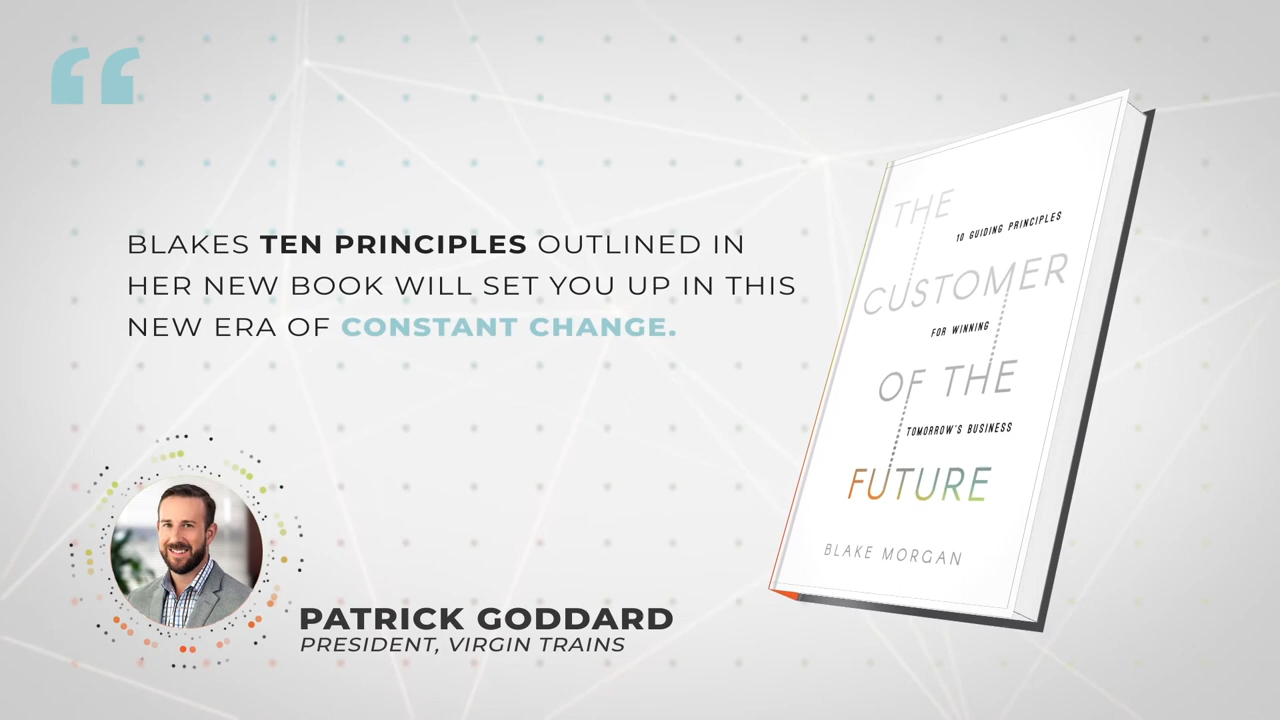 “
BLAKES TEN PRINCIPLES OUTLINED IN
HER NEW BOOK WILL SET YOU UP IN THIS
NEW ERA OF CONSTANT CHANGE.
PATRICK GODDARD
PRESIDENT, VIRGIN TRAINS
THE
10 GUIDING PRINCIPLES
CUSTOMER
FOR WINNING
OF THE
TOMORROW'S BUSINESS
FUTURE
BLAKE MORGAN